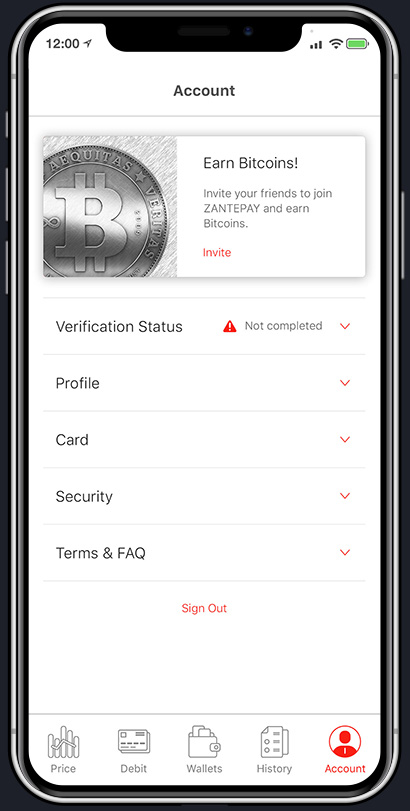 12:00
Account
Earn Bitcoins!
Invite your friends to join
ZANTEPAY and earn
Bitcoins.
Invite
AEQUITAS VERITAS
Verification Status
Not completed
Profile
Card
Security
Terms & FAQ
Sign Out
Price
Debit
Wallets
History
Account